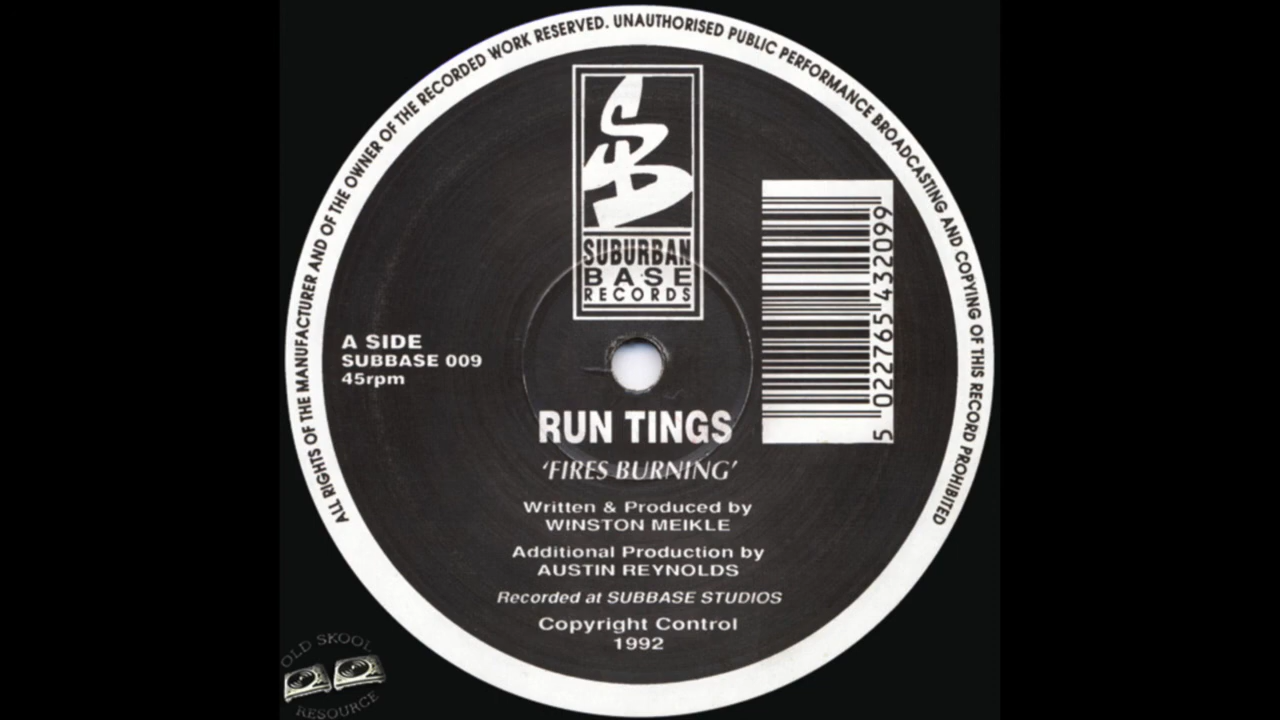 ALL RIGHTS OF THE MANUFACTURER AND OF THE OWNER OF THE RECORDED WORK RESERVED. UNAUTHORISED PUBLIC PERFORMANCE BROADCASTING AND COPYING OF THIS RECORD PROHIBITED
SB
SUBURBAN
BASE
RECORDS
5 022765 432099
A SIDE
SUBBASE 009
45rpm
RUN TINGS
‘FIRES BURNING’
Written & Produced by
WINSTON MEIKLE
Additional Production by
AUSTIN REYNOLDS
Recorded at SUBBASE STUDIOS
Copyright Control
1992
OLD SKOOL
RESOURCE